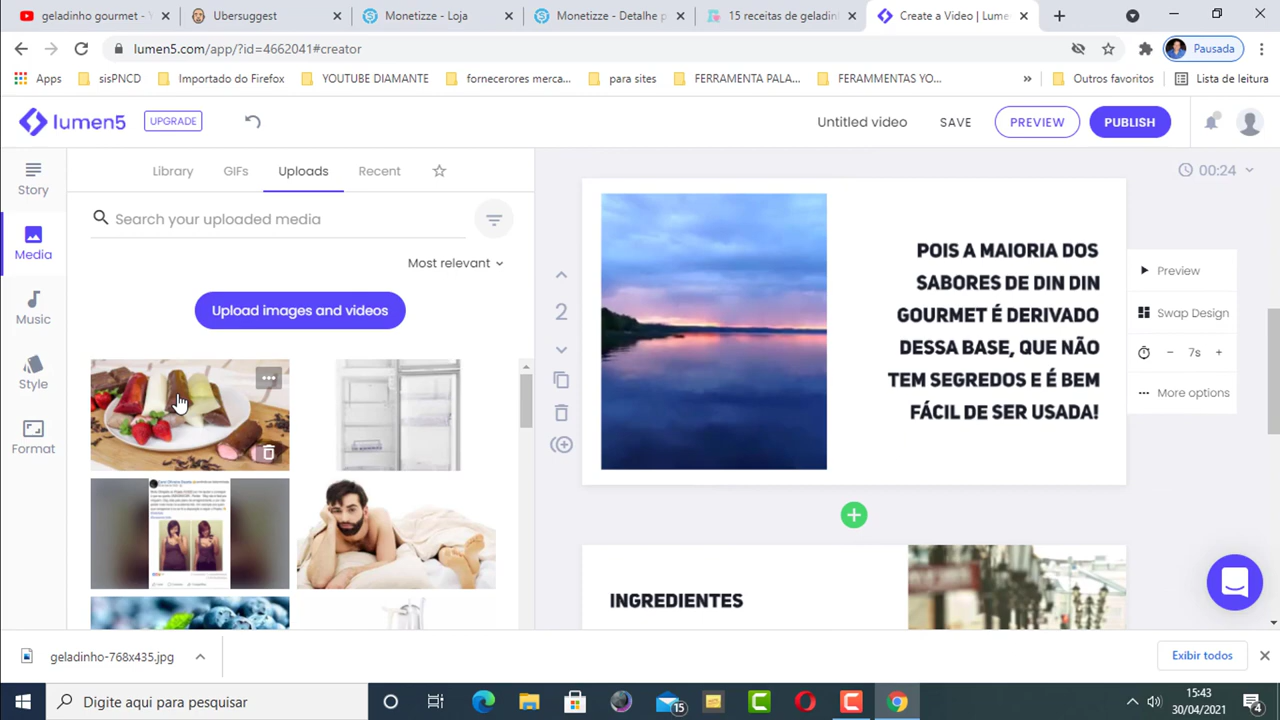 geladinho gourmet - Y
Ubersuggest
Monetizze - Loja
Monetizze - Detalhe p
15 receitas de geladin
Create a Video | Lume
lumen5.com/app/?id=4662041#creator
Pausada
Apps
sisPNCD
Importado do Firefox
YOUTUBE DIAMANTE
fornecerores merca...
para sites
FERRAMENTA PALA...
FERAMMENTAS YO...
»
Outros favoritos
Lista de leitura
lumen5
UPGRADE
Untitled video
SAVE
PREVIEW
PUBLISH
Story
Media
Music
Style
Format
Library
GIFs
Uploads
Recent
Search your uploaded media
Most relevant
Upload images and videos
00:24
2
POIS A MAIORIA DOS
SABORES DE DIN DIN
GOURMET É DERIVADO
DESSA BASE, QUE NÃO
TEM SEGREDOS E É BEM
FÁCIL DE SER USADA!
Preview
Swap Design
7s
More options
INGREDIENTES
geladinho-768x435.jpg
Exibir todos
Digite aqui para pesquisar
15
15:43
30/04/2021
4